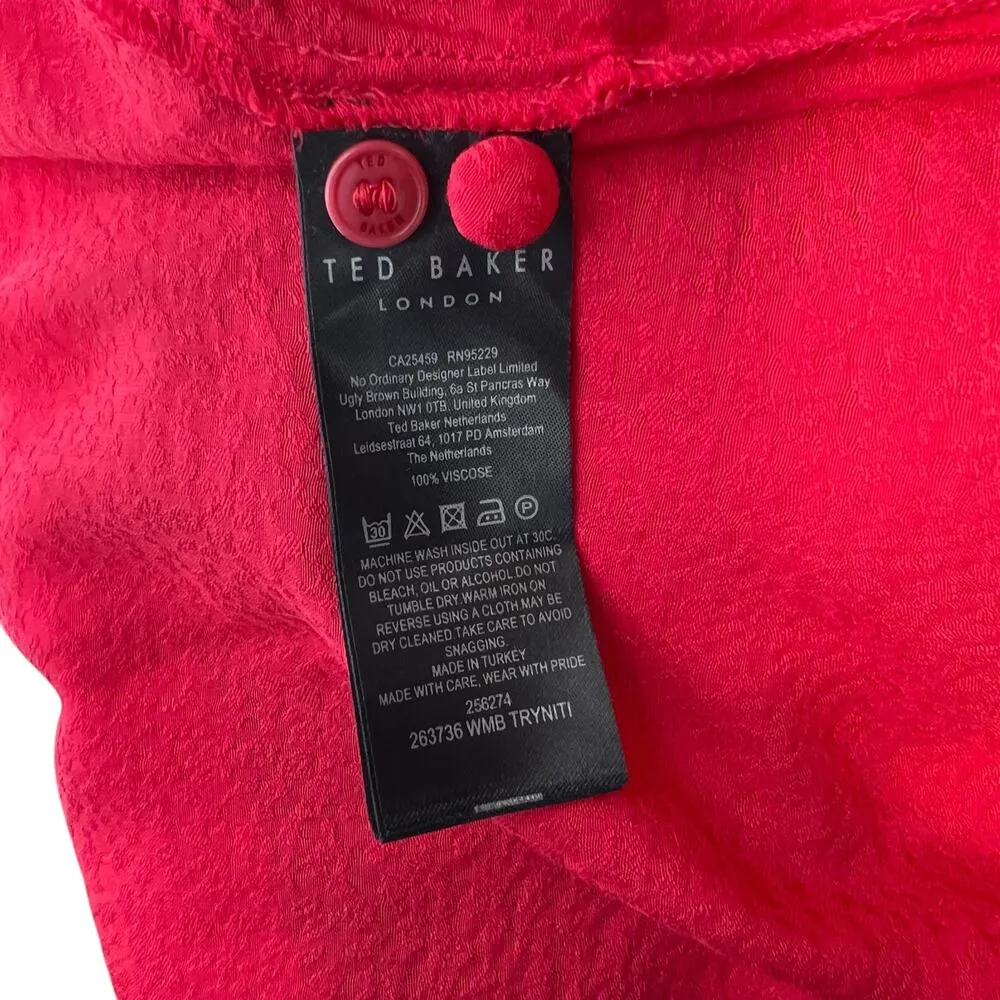 TED
BAKER
TED BAKER
LONDON
CA25459 RN95229
No Ordinary Designer Label Limited
Ugly Brown Building, 6a St Pancras Way
London NW1 0TB. United Kingdom
Ted Baker Netherlands
Leidsestraat 64, 1017 PD Amsterdam
The Netherlands
100% VISCOSE
30 P
MACHINE WASH INSIDE OUT AT 30C.
DO NOT USE PRODUCTS CONTAINING
BLEACH, OIL OR ALCOHOL.DO NOT
TUMBLE DRY.WARM IRON ON
REVERSE USING A CLOTH.MAY BE
DRY CLEANED.TAKE CARE TO AVOID
SNAGGING.
MADE IN TURKEY
MADE WITH CARE, WEAR WITH PRIDE
256274
263736 WMB TRYNITI